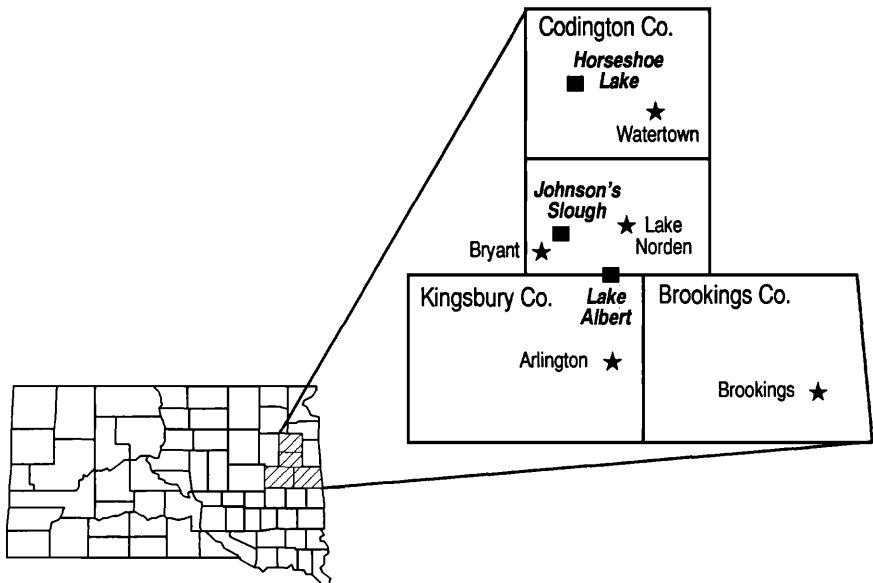 Codington Co.
Horseshoe
Lake
Watertown
Johnson's
Slough
Lake
Norden
Bryant
Kingsbury Co.
Lake
Albert
Brookings Co.
Arlington
Brookings